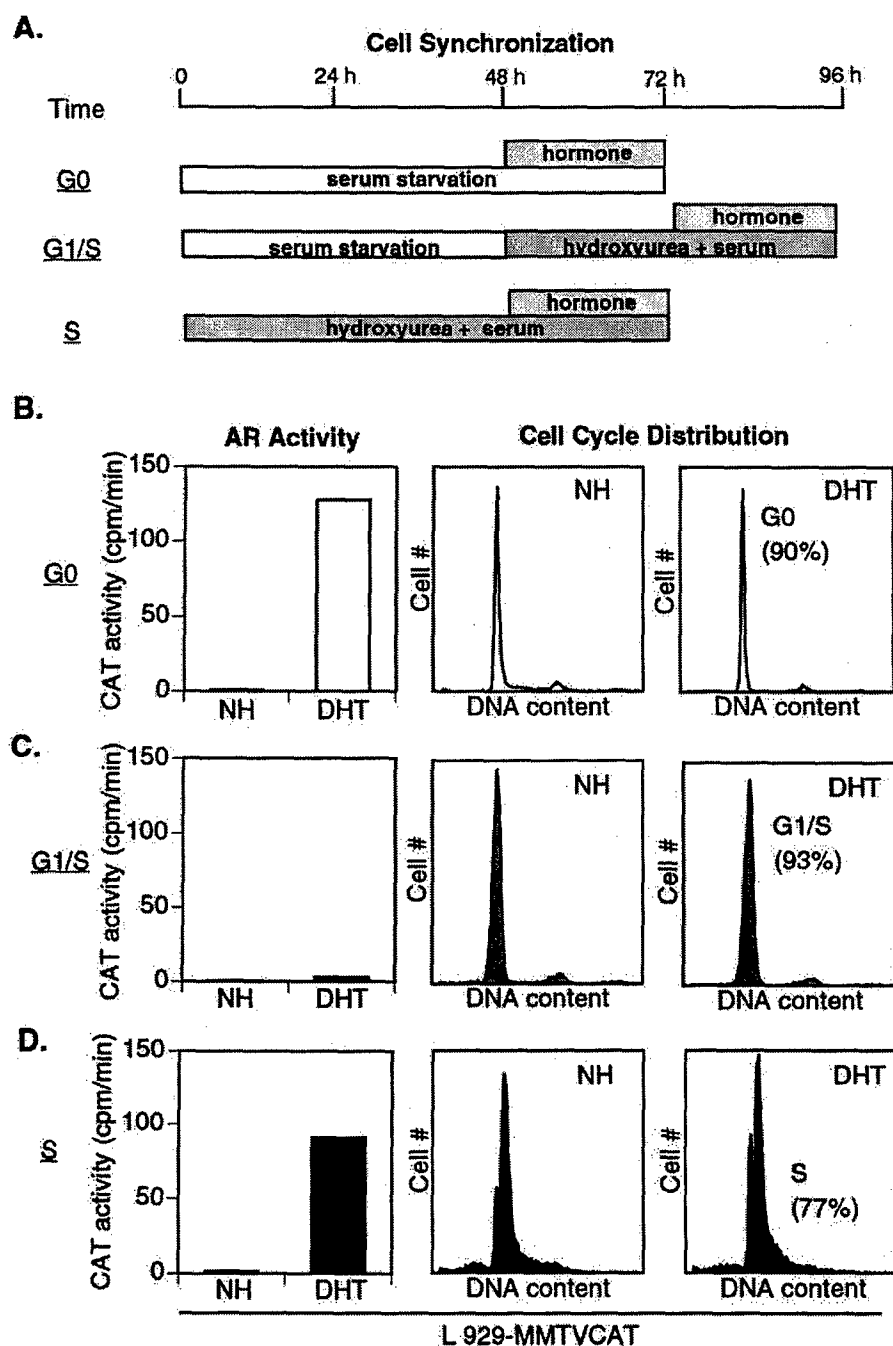 A.
Cell Synchronization
0 24 h 48 h 72 h 96 h
Time
hormone
G0 serum starvation
hormone
G1/S serum starvation hydroxyurea + serum
hormone
S hydroxyurea + serum
B.
AR Activity Cell Cycle Distribution
G0
CAT activity (cpm/min)
150
100
50
0
NH DHT
Cell #
NH
DNA content
Cell #
DHT
G0
(90%)
DNA content
C.
G1/S
CAT activity (cpm/min)
150
100
50
0
NH DHT
Cell #
NH
DNA content
Cell #
DHT
G1/S
(93%)
DNA content
D.
S
CAT activity (cpm/min)
150
100
50
0
NH DHT
Cell #
NH
DNA content
Cell #
DHT
S
(77%)
DNA content
L 929-MMTVCAT